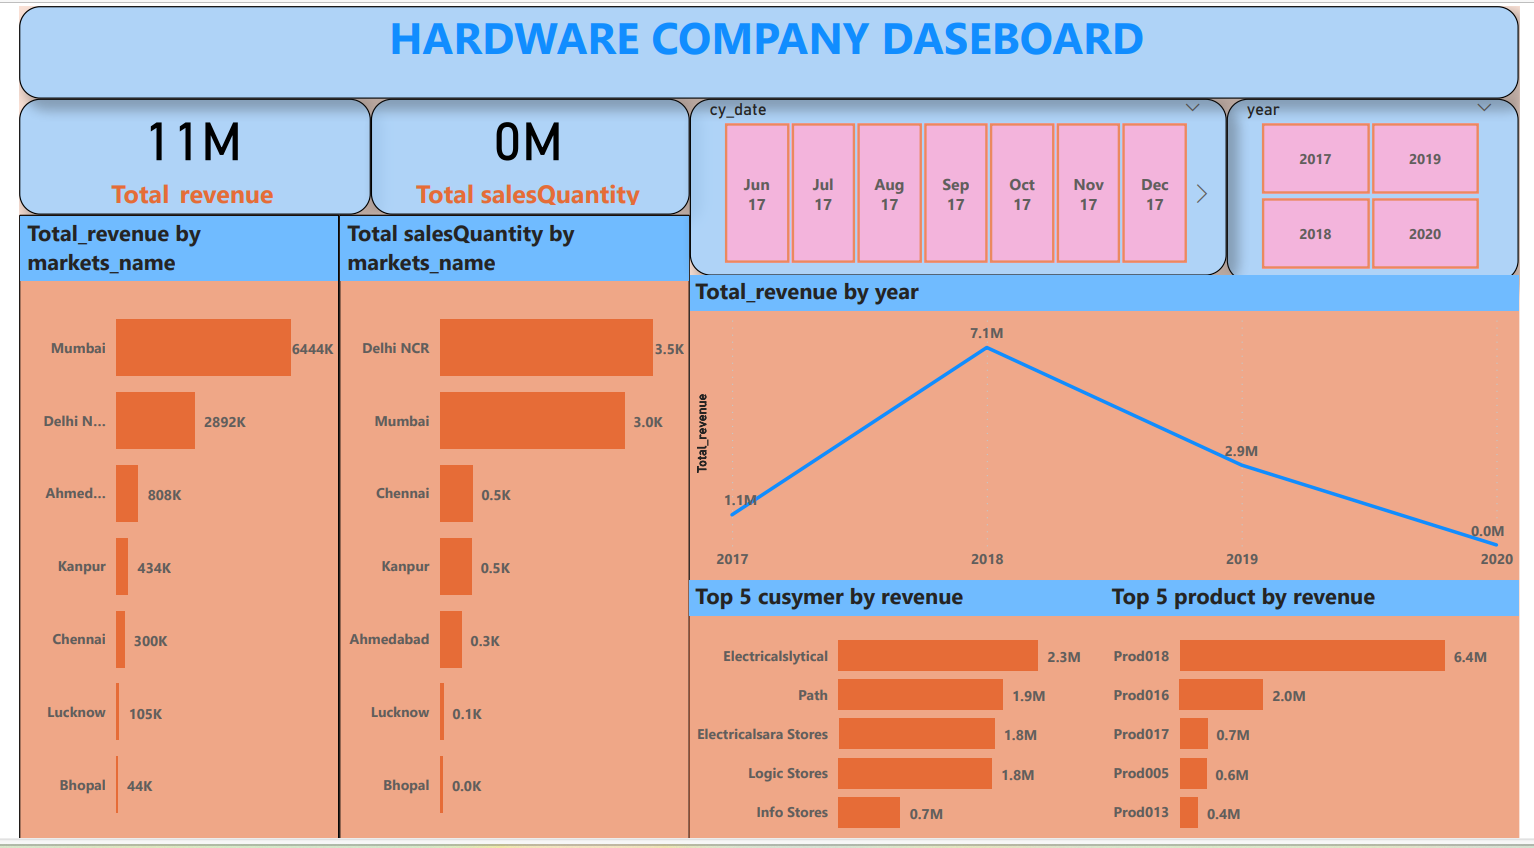 HARDWARE COMPANY DASEBOARD
11M
Total revenue
0M
Total salesQuantity
cy_date
Jun
17
Jul
17
Aug
17
Sep
17
Oct
17
Nov
17
Dec
17
year
2017
2019
2018
2020
Total_revenue by
markets_name
Mumbai 6444K
Delhi N... 2892K
Ahmed... 808K
Kanpur 434K
Chennai 300K
Lucknow 105K
Bhopal 44K
Total salesQuantity by
markets_name
Delhi NCR 3.5K
Mumbai 3.0K
Chennai 0.5K
Kanpur 0.5K
Ahmedabad 0.3K
Lucknow 0.1K
Bhopal 0.0K
Total_revenue by year
Total_revenue
7.1M
2.9M
1.1M
0.0M
2017 2018 2019 2020
Top 5 cusymer by revenue
Electricalslytical 2.3M
Path 1.9M
Electricalsara Stores 1.8M
Logic Stores 1.8M
Info Stores 0.7M
Top 5 product by revenue
Prod018 6.4M
Prod016 2.0M
Prod017 0.7M
Prod005 0.6M
Prod013 0.4M